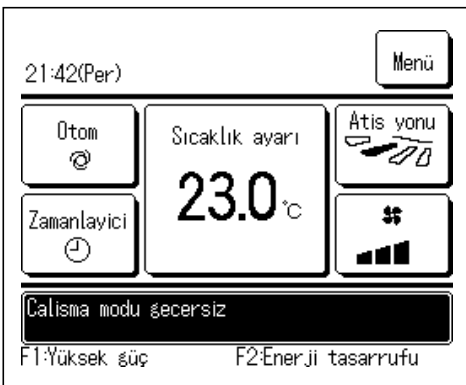 21:42(Per)
Menü
Otom
Sıcaklık ayarı
Atis yonu
23.0 °C
Zamanlayici
Calisma modu gecersiz
F1:Yüksek güç F2:Enerji tasarrufu